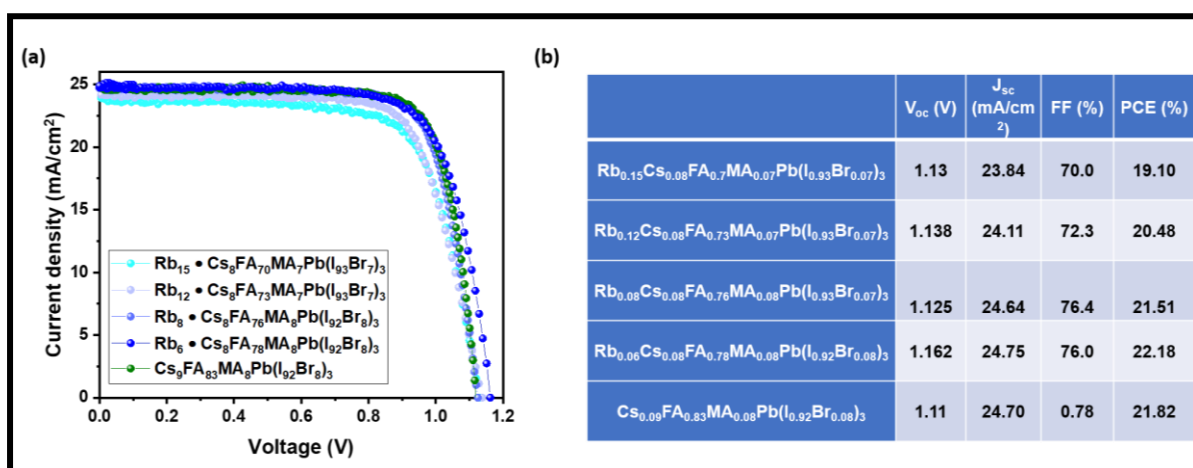 (a)
25
20
15
10
5
0
Current density (mA/cm²)
Rb₁₅ • Cs₈FA₇₀MA₇Pb(I₉₃Br₇)₃
Rb₁₂ • Cs₈FA₇₃MA₇Pb(I₉₃Br₇)₃
Rb₈ • Cs₈FA₇₆MA₈Pb(I₉₂Br₈)₃
Rb₆ • Cs₈FA₇₈MA₈Pb(I₉₂Br₈)₃
Cs₉FA₈₃MA₈Pb(I₉₂Br₈)₃
0.0 0.2 0.4 0.6 0.8 1.0 1.2
Voltage (V)
(b)
Vₒc (V) Jsc (mA/cm²) FF (%) PCE (%)
Rb₀.₁₅Cs₀.₀₈FA₀.₇MA₀.₀₇Pb(I₀.₉₃Br₀.₀₇)₃ 1.13 23.84 70.0 19.10
Rb₀.₁₂Cs₀.₀₈FA₀.₇₃MA₀.₀₇Pb(I₀.₉₃Br₀.₀₇)₃ 1.138 24.11 72.3 20.48
Rb₀.₀₈Cs₀.₀₈FA₀.₇₆MA₀.₀₈Pb(I₀.₉₃Br₀.₀₇)₃ 1.125 24.64 76.4 21.51
Rb₀.₀₆Cs₀.₀₈FA₀.₇₈MA₀.₀₈Pb(I₀.₉₂Br₀.₀₈)₃ 1.162 24.75 76.0 22.18
Cs₀.₀₉FA₀.₈₃MA₀.₀₈Pb(I₀.₉₂Br₀.₀₈)₃ 1.11 24.70 0.78 21.82